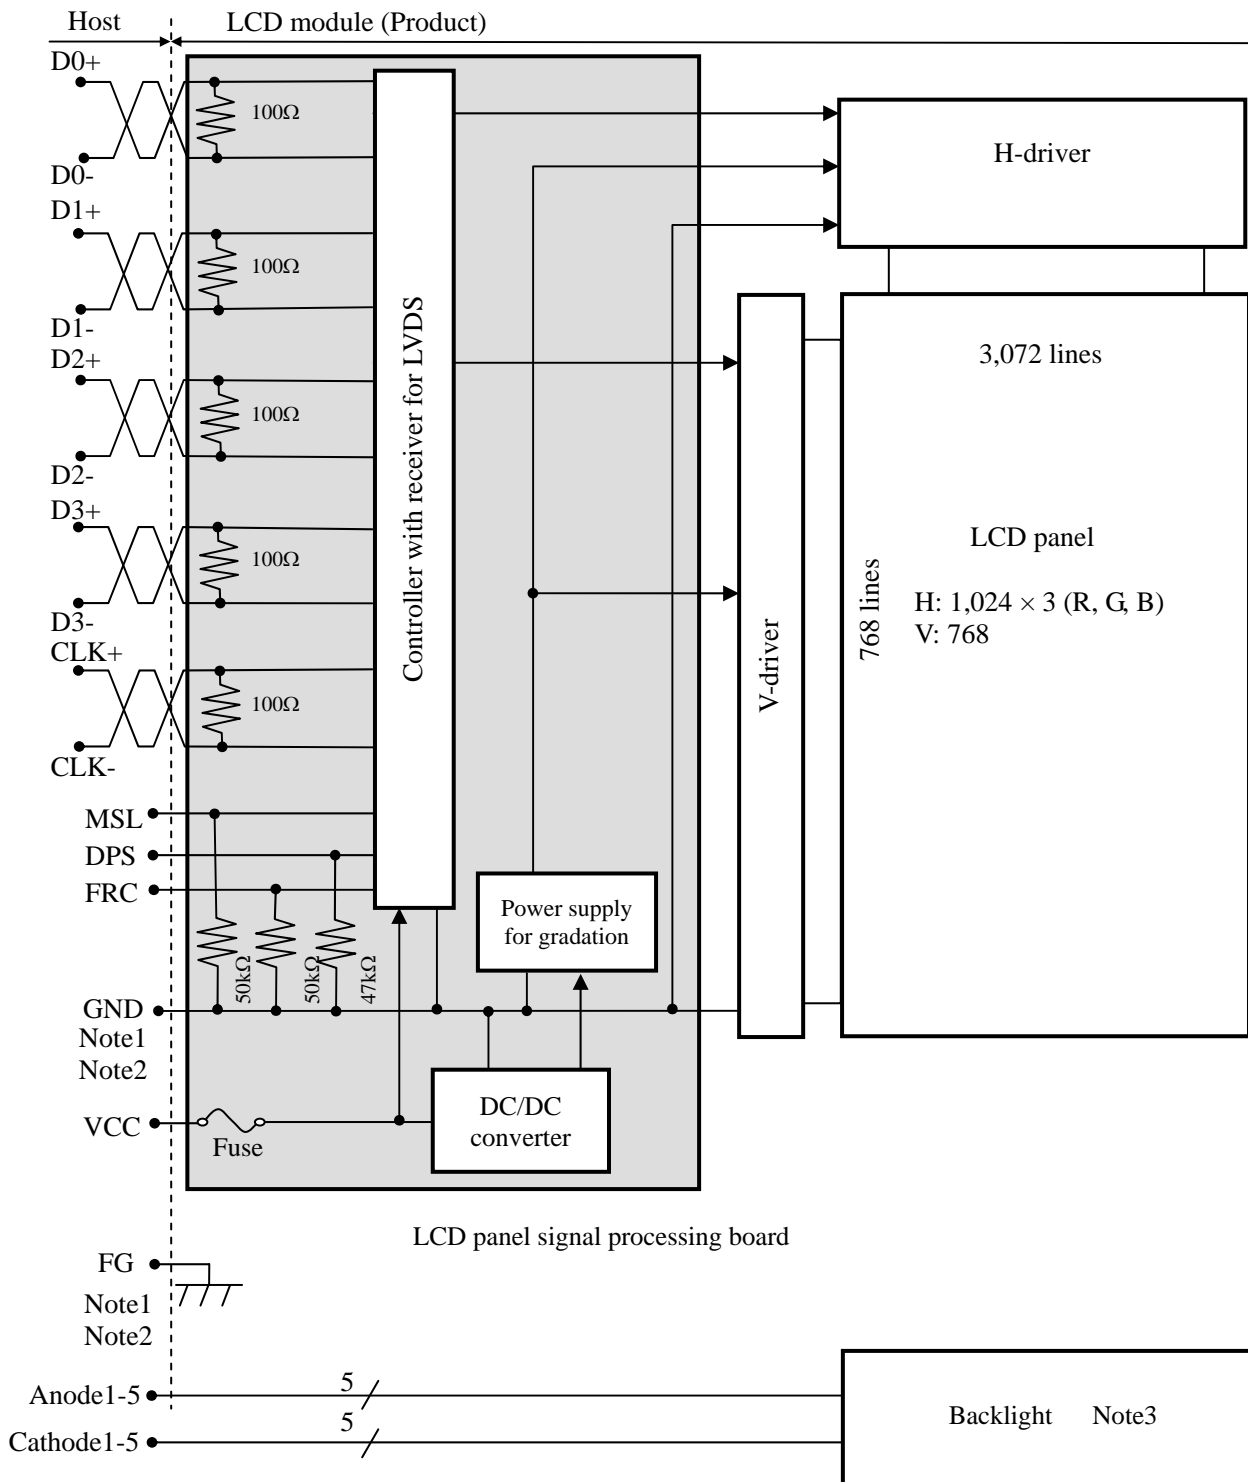 Host
LCD module (Product)
D0+
100Ω
D0-
D1+
100Ω
D1-
D2+
100Ω
D2-
D3+
100Ω
D3-
CLK+
100Ω
CLK-
MSL
DPS
FRC
50kΩ
50kΩ
47kΩ
GND
Note1
Note2
VCC
Fuse
Controller with receiver for LVDS
Power supply
for gradation
DC/DC
converter
H-driver
V-driver
3,072 lines
768 lines
LCD panel
H: 1,024 × 3 (R, G, B)
V: 768
LCD panel signal processing board
FG
Note1
Note2
Anode1-5
5
Cathode1-5
5
Backlight Note3